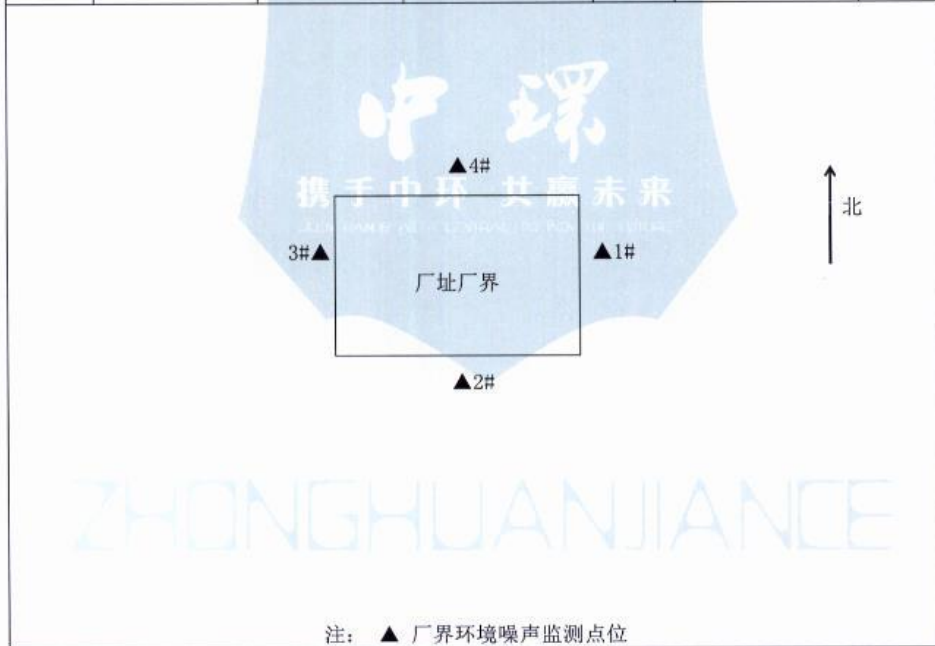 中 環
▲4#
携手中环 共赢未来
北
3#▲
▲1#
厂址厂界
▲2#
ZHONGHUANJIANCE
注： ▲ 厂界环境噪声监测点位